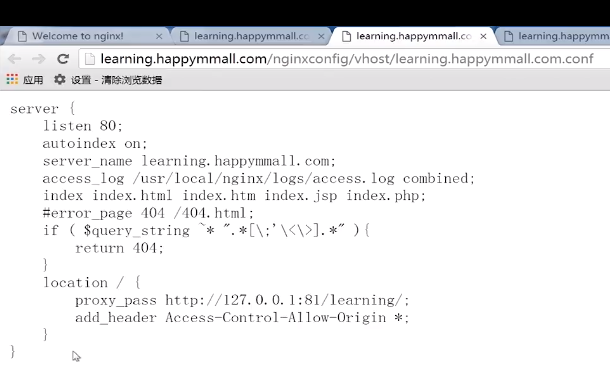 Welcome to nginx!
learning.happymmall.co
learning.happymmall.co
learning.happymm
learning.happymmall.com/nginxconfig/vhost/learning.happymmall.com.conf
应用 设置 - 清除浏览数据
server {
    listen 80;
    autoindex on;
    server_name learning.happymmall.com;
    access_log /usr/local/nginx/logs/access.log combined;
    index index.html index.htm index.jsp index.php;
    #error_page 404 /404.html;
    if ( $query_string ~* ".*[\;'\<\>].*" ){
        return 404;
    }
    location / {
        proxy_pass http://127.0.0.1:81/learning/;
        add_header Access-Control-Allow-Origin *;
    }
}